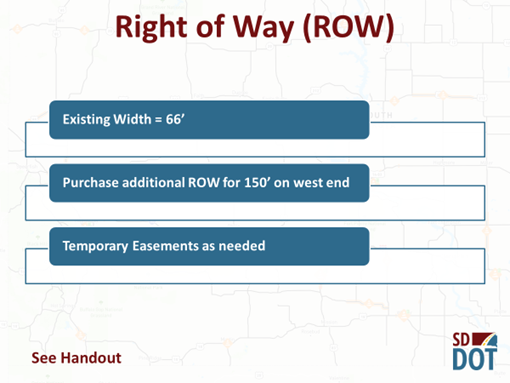 Right of Way (ROW)
Existing Width = 66’
Purchase additional ROW for 150’ on west end
Temporary Easements as needed
See Handout
SD
DOT